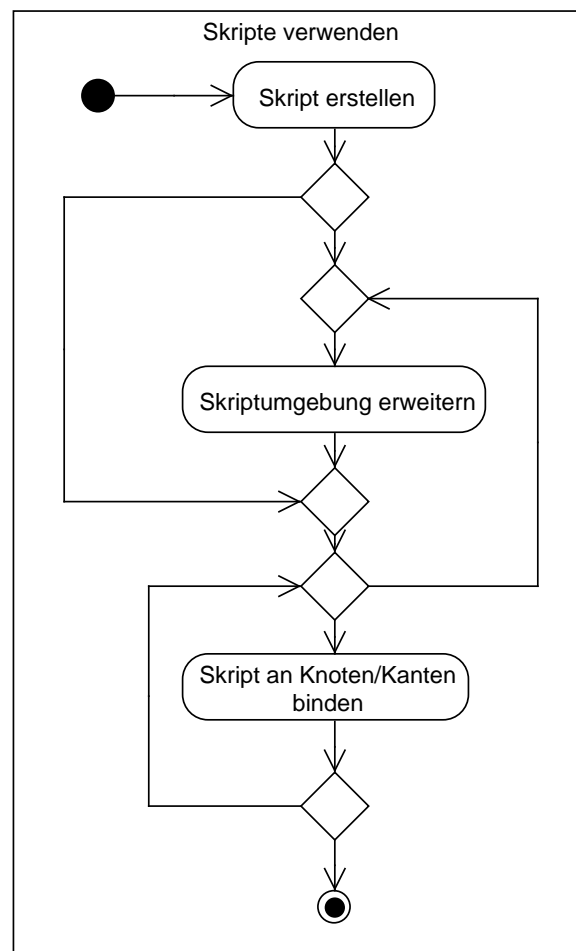 Skripte verwenden
Skript erstellen
Skriptumgebung erweitern
Skript an Knoten/Kanten
binden